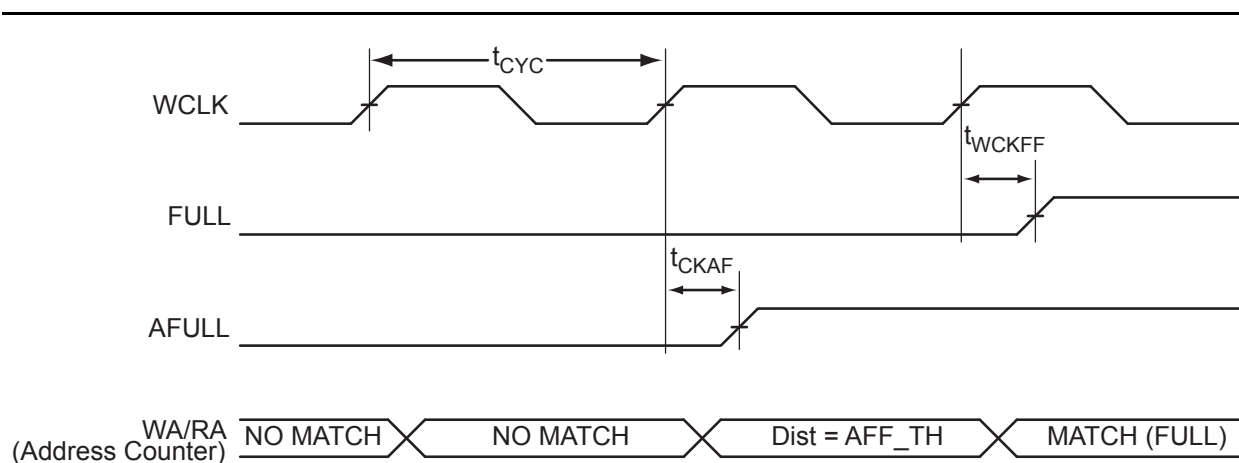 tCYC
WCLK
tWCKFF
FULL
tCKAF
AFULL
WA/RA
(Address Counter)
NO MATCH
NO MATCH
Dist = AFF_TH
MATCH (FULL)